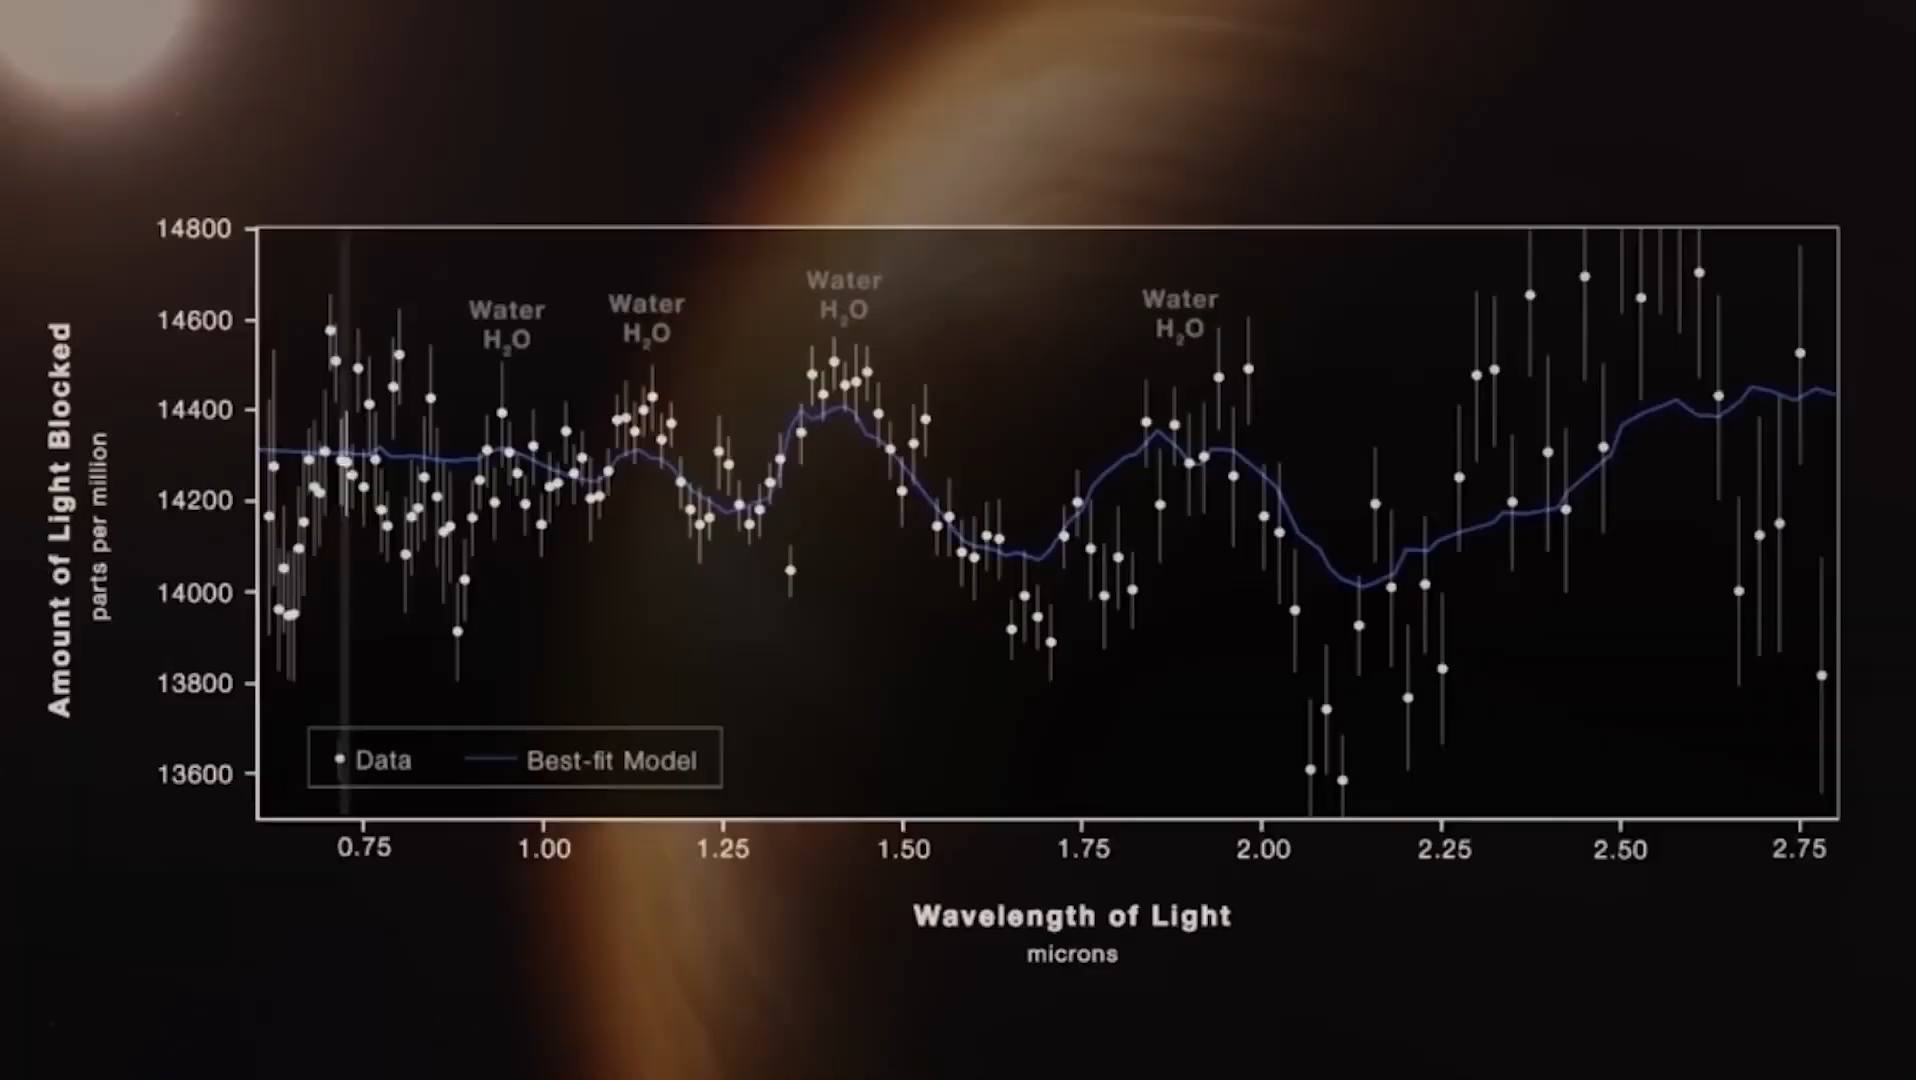 14800
14600
14400
14200
14000
13800
13600
Amount of Light Blocked
parts per million
Water
H₂O
Water
H₂O
Water
H₂O
Water
H₂O
Data
Best-fit Model
0.75 1.00 1.25 1.50 1.75 2.00 2.25 2.50 2.75
Wavelength of Light
microns